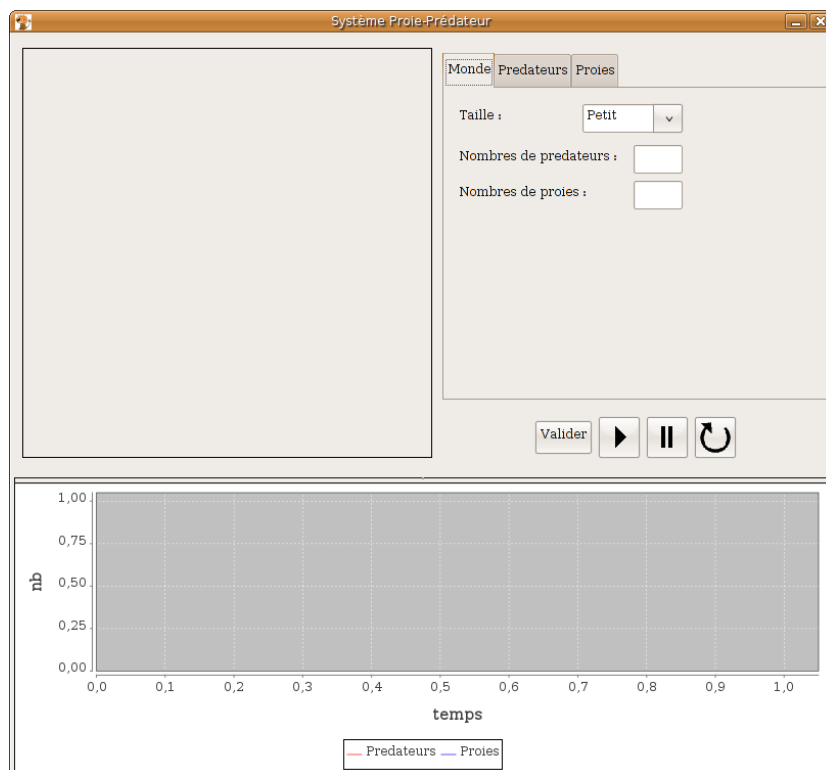 Système Proie-Prédateur
Monde Predateurs Proies
Taille : Petit
Nombres de predateurs :
Nombres de proies :
Valider
1,00
0,75
0,50
0,25
0,00
nb
0,0 0,1 0,2 0,3 0,4 0,5 0,6 0,7 0,8 0,9 1,0
temps
Predateurs Proies